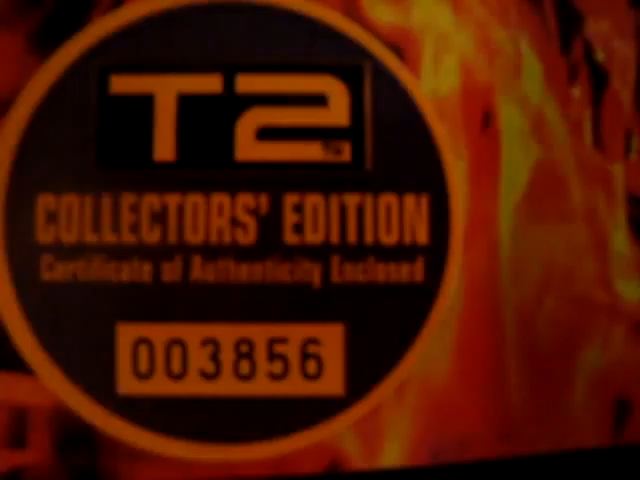 T2
COLLECTORS' EDITION
Certificate of Authenticity Enclosed
003856